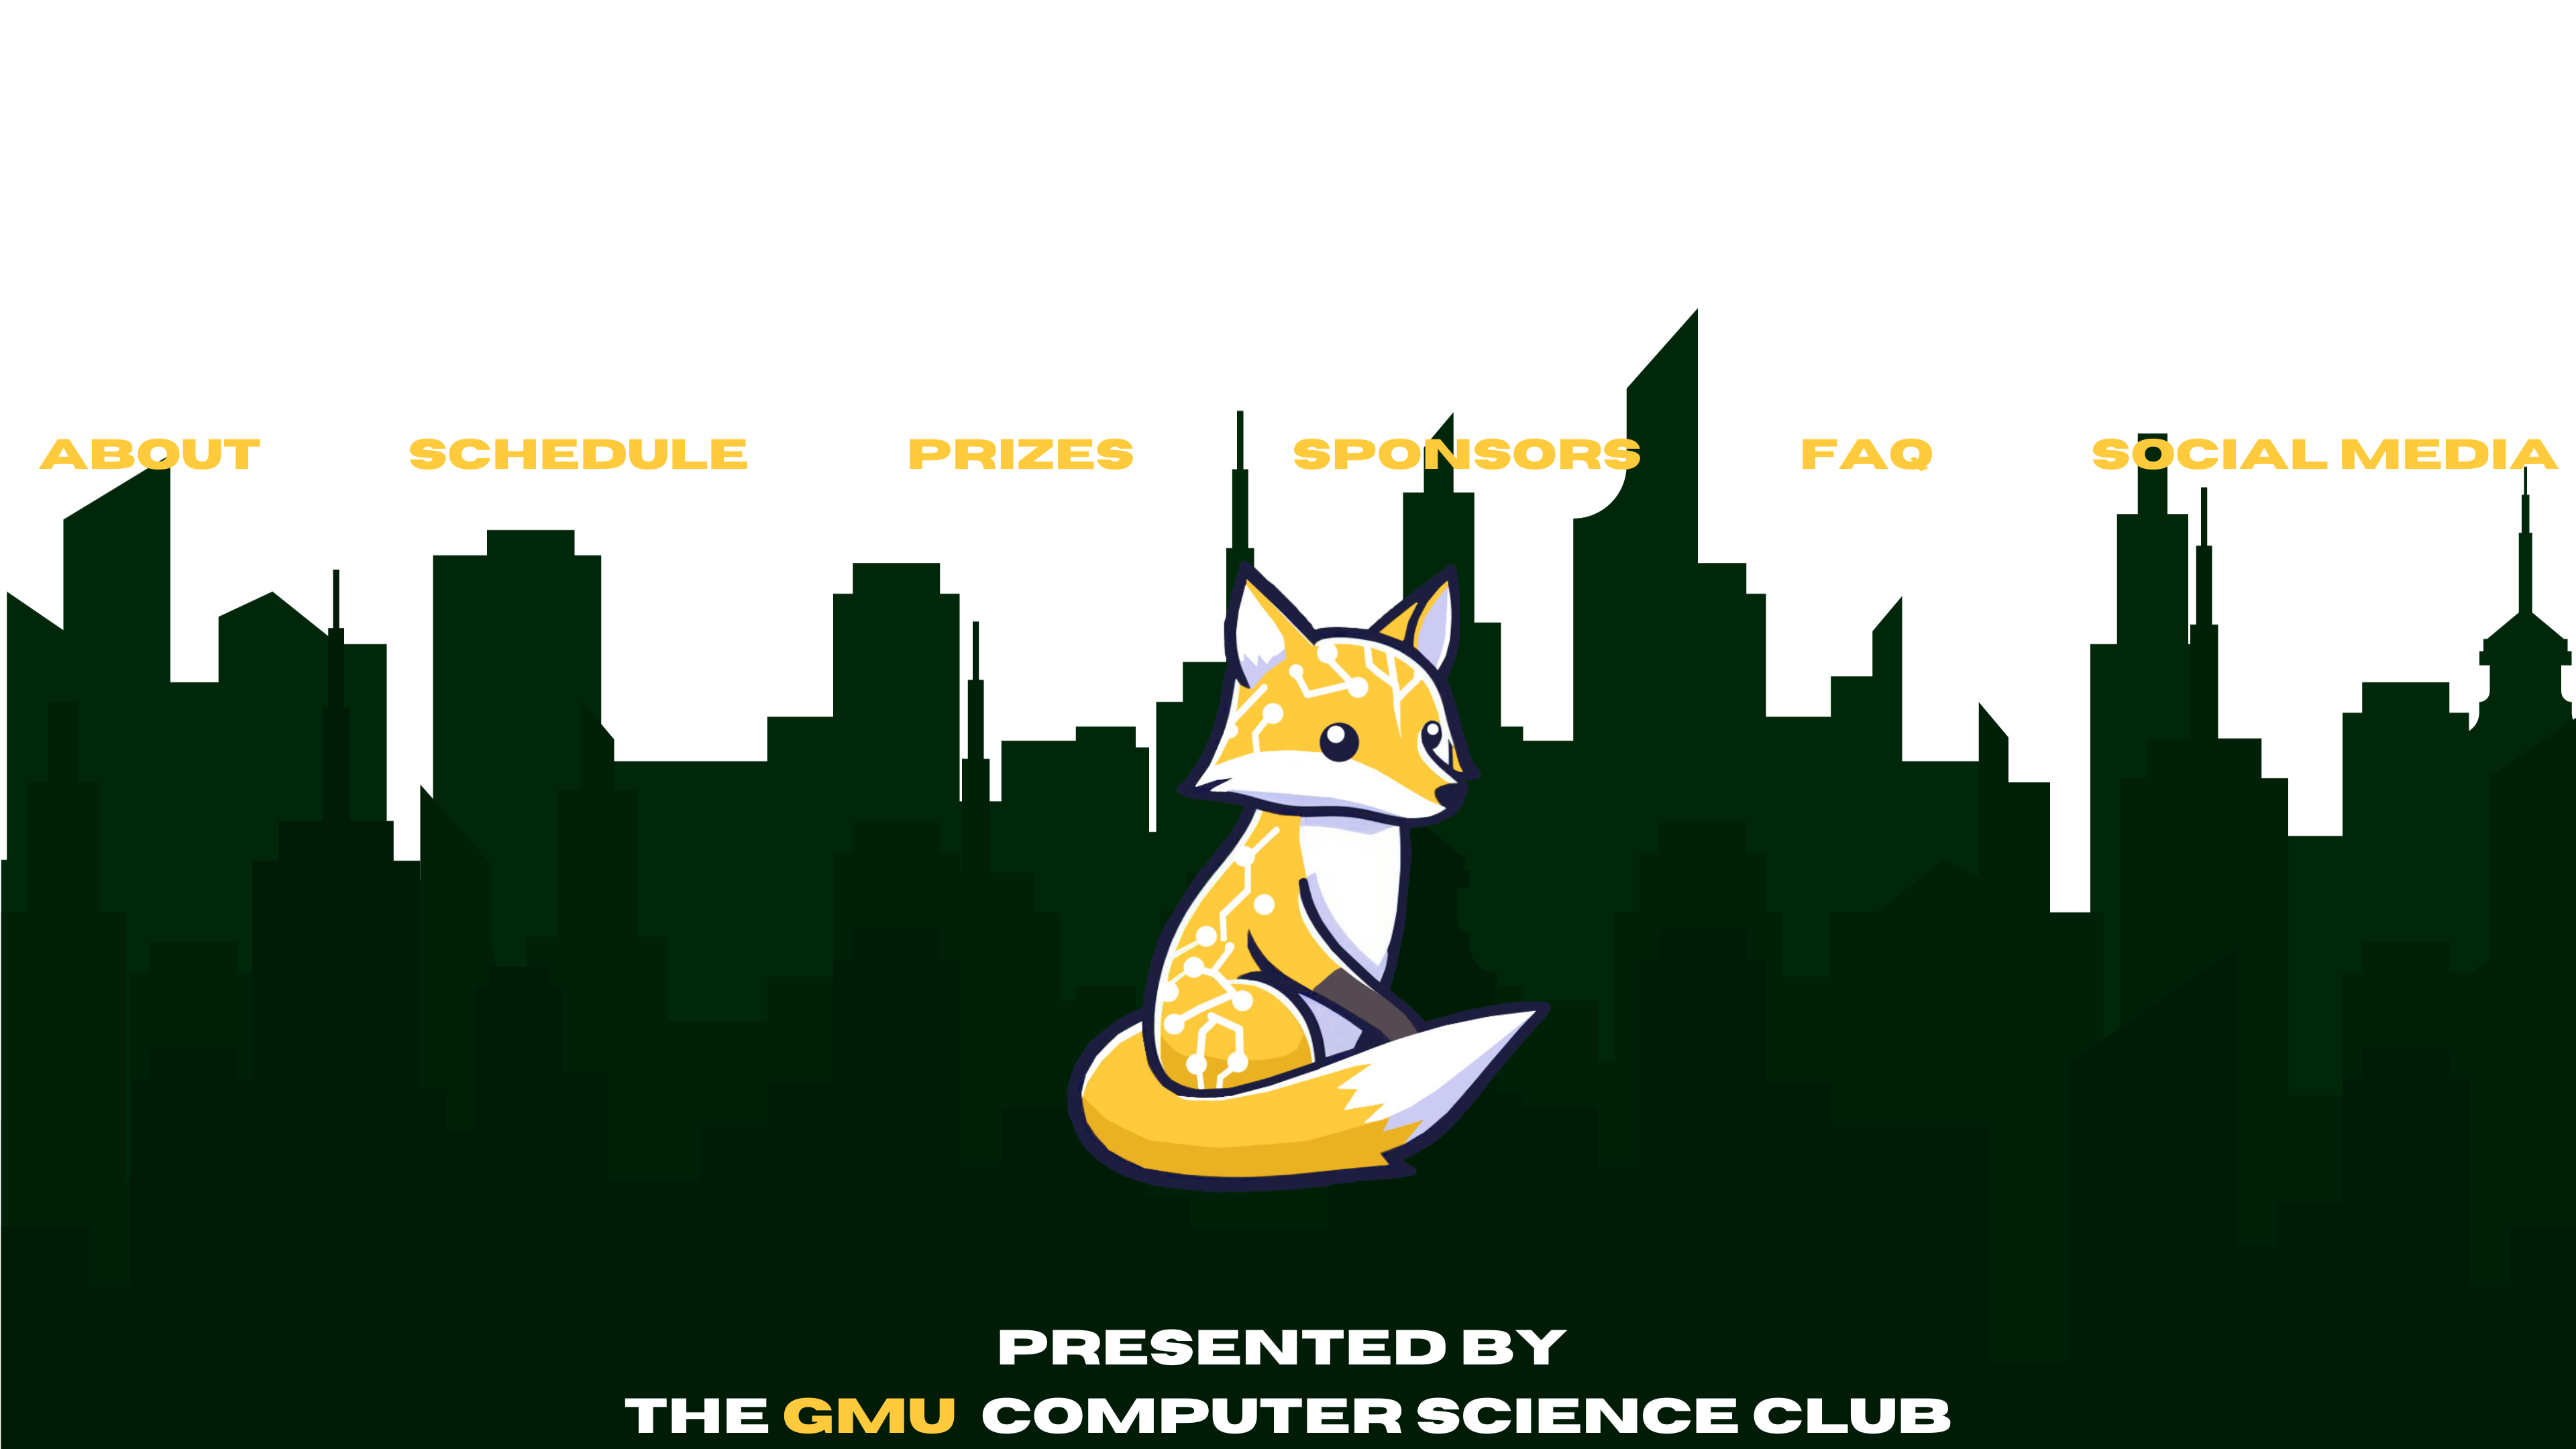 ABOUT SCHEDULE PRIZES SPONSORS FAQ SOCIAL MEDIA
PRESENTED BY
THE GMU COMPUTER SCIENCE CLUB